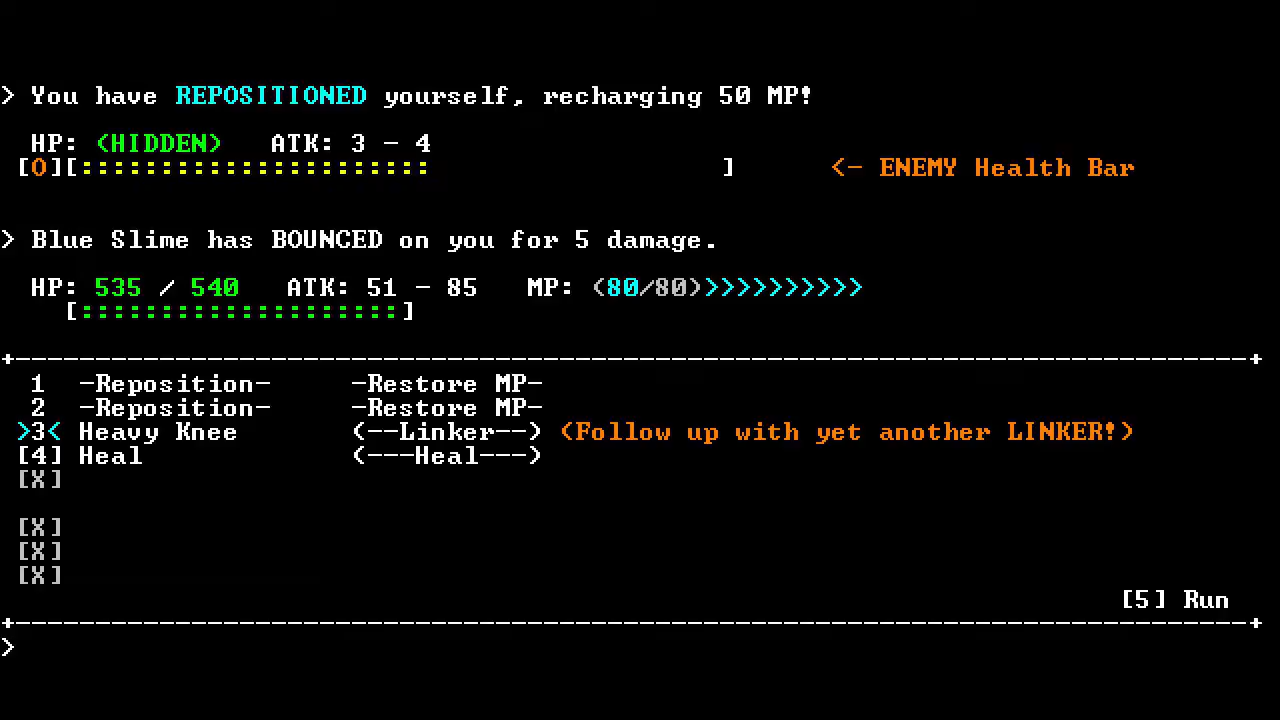 > You have REPOSITIONED yourself, recharging 50 MP!
HP: (HIDDEN)   ATK: 3 - 4
[O][::::::::::::::::::::::                   ]      <- ENEMY Health Bar
> Blue Slime has BOUNCED on you for 5 damage.
HP: 535 / 540   ATK: 51 - 85   MP: (80/80)>>>>>>>>>>
[::::::::::::::::::::]
+------------------------------------------------------------------------------+
1  -Reposition-     -Restore MP-
2  -Reposition-     -Restore MP-
>3< Heavy Knee       (--Linker--) (Follow up with yet another LINKER!)
[4] Heal             (---Heal---)
[X]
[X]
[X]
[X]
[5] Run
+------------------------------------------------------------------------------+
>